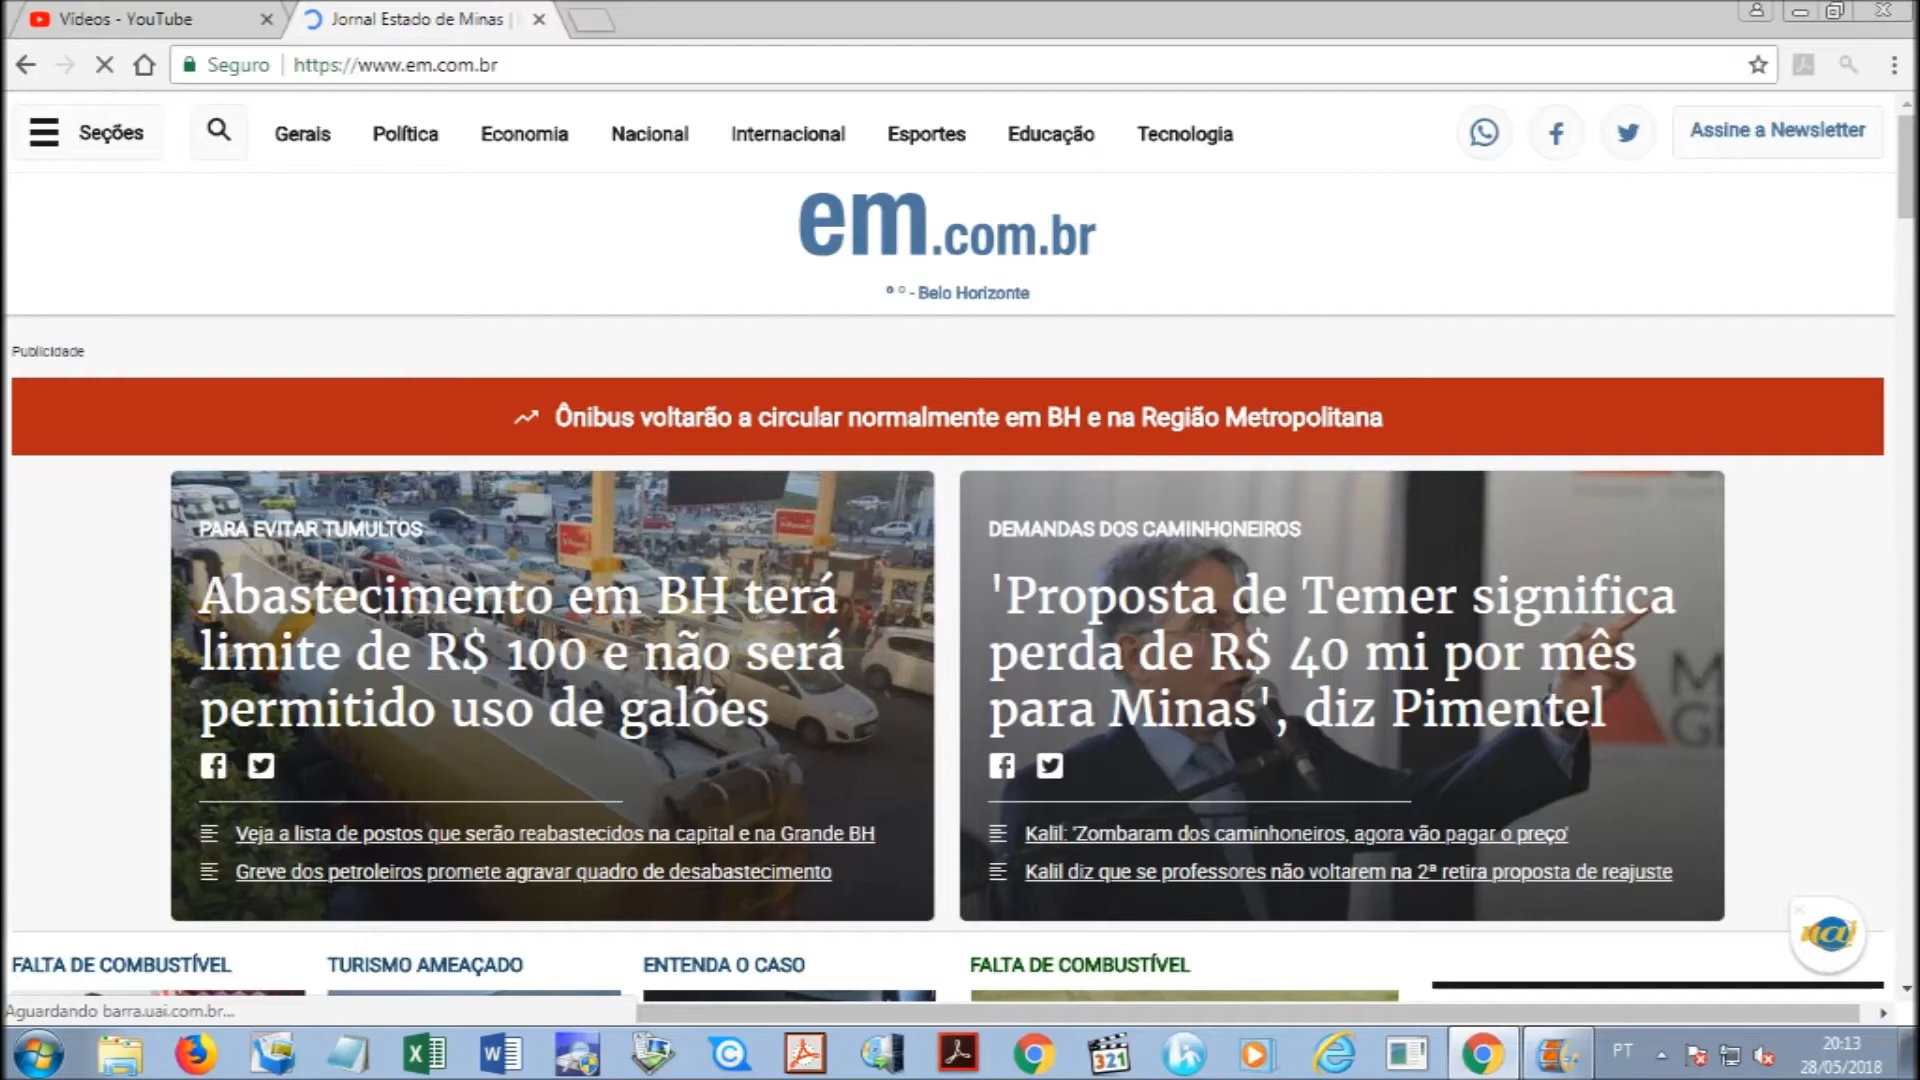 Vídeos - YouTube
Jornal Estado de Minas |
Seguro | https://www.em.com.br
Seções
Gerais
Política
Economia
Nacional
Internacional
Esportes
Educação
Tecnologia
Assine a Newsletter
em.com.br
º ° - Belo Horizonte
Publicidade
Ônibus voltarão a circular normalmente em BH e na Região Metropolitana
PARA EVITAR TUMULTOS
Abastecimento em BH terá
limite de R$ 100 e não será
permitido uso de galões
Veja a lista de postos que serão reabastecidos na capital e na Grande BH
Greve dos petroleiros promete agravar quadro de desabastecimento
DEMANDAS DOS CAMINHONEIROS
'Proposta de Temer significa
perda de R$ 40 mi por mês
para Minas', diz Pimentel
Kalil: 'Zombaram dos caminhoneiros, agora vão pagar o preço'
Kalil diz que se professores não voltarem na 2ª retira proposta de reajuste
uai
FALTA DE COMBUSTÍVEL
TURISMO AMEAÇADO
ENTENDA O CASO
FALTA DE COMBUSTÍVEL
Aguardando barra.uai.com.br...
321
PT
20:13
28/05/2018